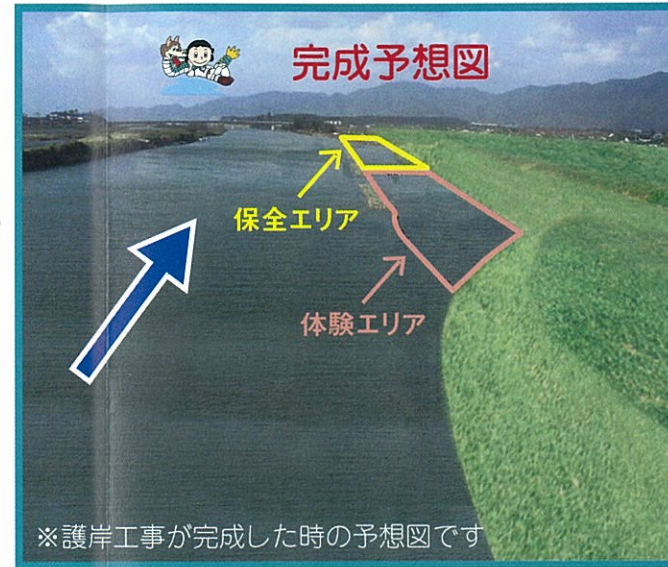 完成予想図
保全エリア
体験エリア
※護岸工事が完成した時の予想図です